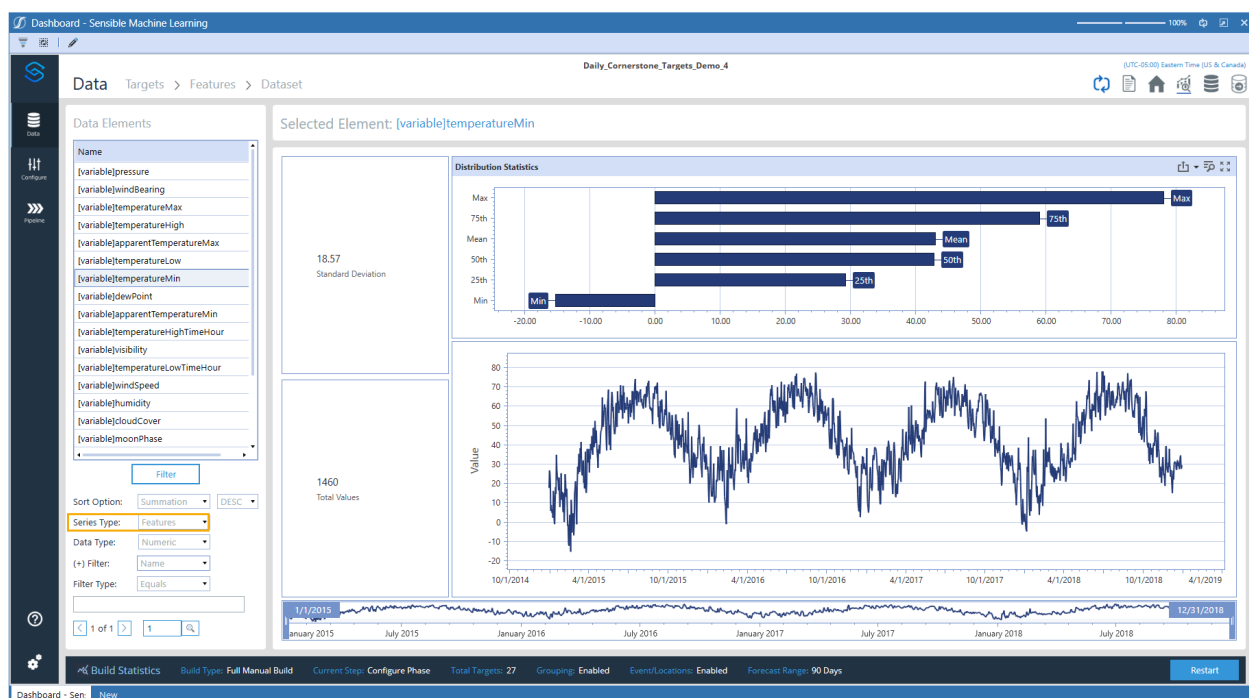 Dashboard - Sensible Machine Learning
100%
Daily_Cornerstone_Targets_Demo_4
(UTC-05:00) Eastern Time (US & Canada)
Data Targets > Features > Dataset
Data
Configure
Pipeline
Data Elements
Name
[variable]pressure
[variable]windBearing
[variable]temperatureMax
[variable]temperatureHigh
[variable]apparentTemperatureMax
[variable]temperatureLow
[variable]temperatureMin
[variable]dewPoint
[variable]apparentTemperatureMin
[variable]temperatureHighTimeHour
[variable]visibility
[variable]temperatureLowTimeHour
[variable]windSpeed
[variable]humidity
[variable]cloudCover
[variable]moonPhase
Filter
Sort Option: Summation DESC
Series Type: Features
Data Type: Numeric
(+) Filter: Name
Filter Type: Equals
1 of 1 1
Selected Element: [variable]temperatureMin
18.57
Standard Deviation
1460
Total Values
Distribution Statistics
Max Max
75th 75th
Mean Mean
50th 50th
25th 25th
Min Min
-20.00 -10.00 0.00 10.00 20.00 30.00 40.00 50.00 60.00 70.00 80.00
Value
80
70
60
50
40
30
20
10
0
-10
-20
10/1/2014 4/1/2015 10/1/2015 4/1/2016 10/1/2016 4/1/2017 10/1/2017 4/1/2018 10/1/2018 4/1/2019
1/1/2015 12/31/2018
anuary 2015 July 2015 January 2016 July 2016 January 2017 July 2017 January 2018 July 2018
Build Statistics Build Type: Full Manual Build Current Step: Configure Phase Total Targets: 27 Grouping: Enabled Event/Locations: Enabled Forecast Range: 90 Days Restart
Dashboard - Sen New